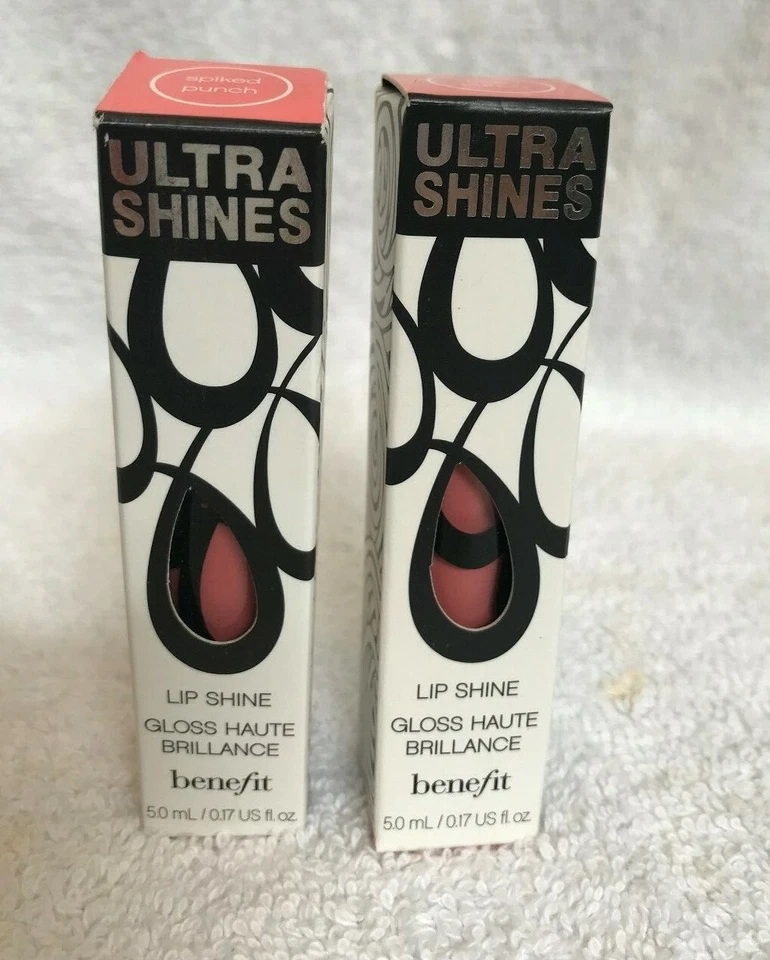 spiked
punch
ULTRA
SHINES
LIP SHINE
GLOSS HAUTE
BRILLANCE
benefit
5.0 mL / 0.17 US fl. oz.
ULTRA
SHINES
LIP SHINE
GLOSS HAUTE
BRILLANCE
benefit
5.0 mL / 0.17 US fl. oz.